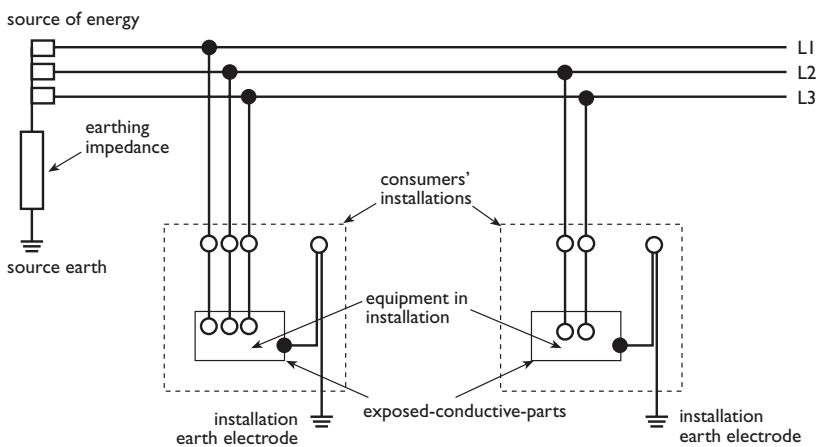 source of energy
L1
L2
L3
earthing
impedance
consumers’
installations
source earth
equipment in
installation
exposed-conductive-parts
installation
earth electrode
installation
earth electrode